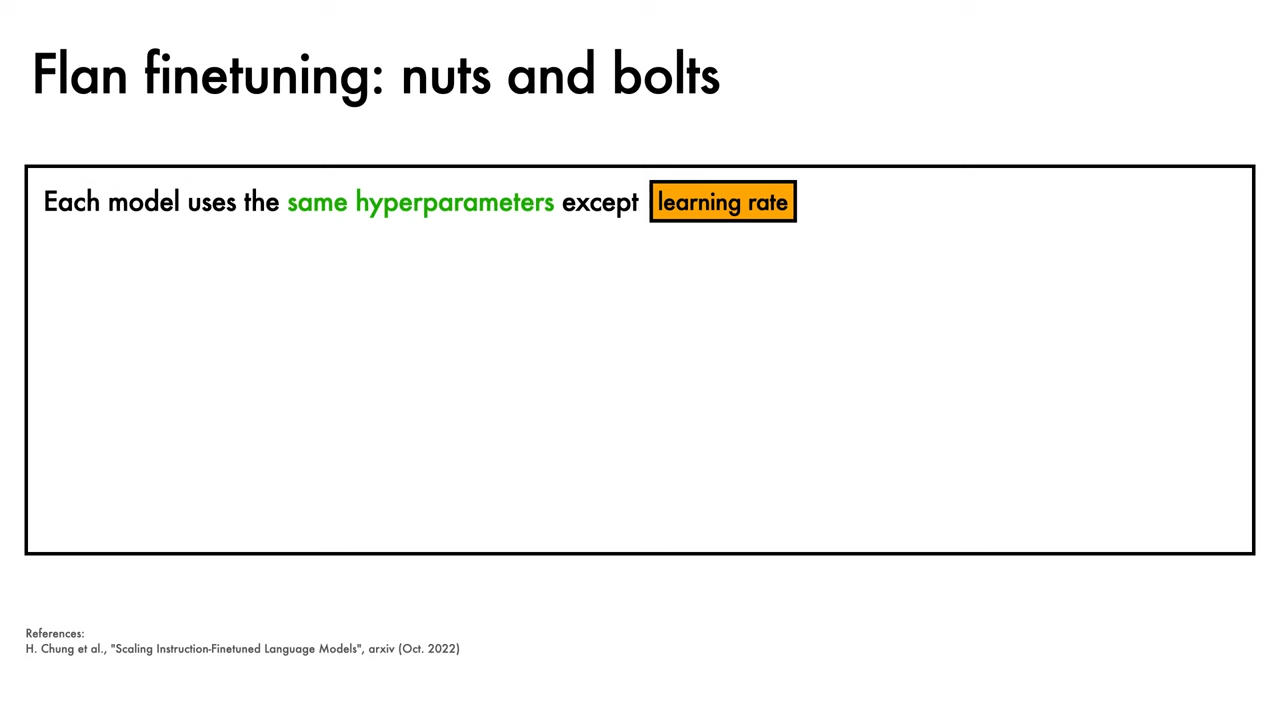 Flan finetuning: nuts and bolts
Each model uses the same hyperparameters except learning rate
References:
H. Chung et al., "Scaling Instruction-Finetuned Language Models", arxiv (Oct. 2022)